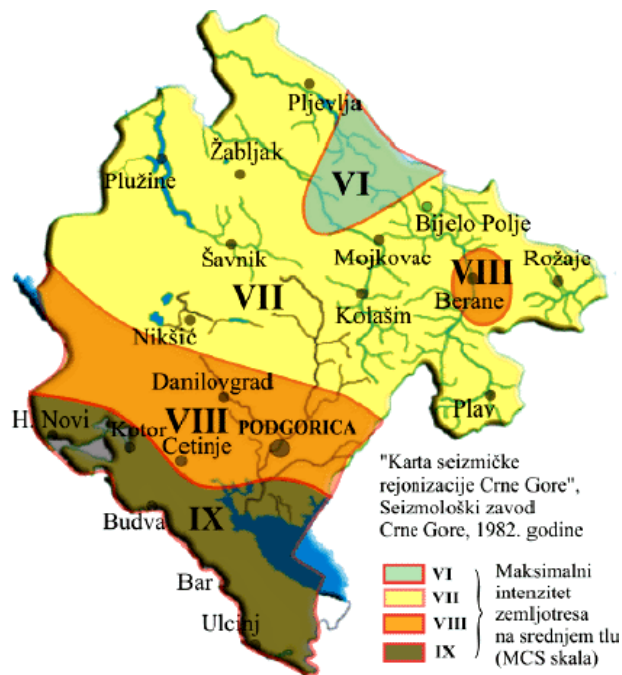 Pljevlja
Žabljak
Plužine
VI
Bijelo Polje
Šavnik
Mojkovac
VIII
Rožaje
VII
Berane
Kolašin
Nikšić
Danilovgrad
Plav
H. Novi
VIII
PODGORICA
Kotor
Cetinje
"Karta seizmičke
rejonizacije Crne Gore",
Seizmološki zavod
Crne Gore, 1982. godine
Budva
IX
Bar
Ulcinj
VI
VII
VIII
IX
Maksimalni
intenzitet
zemljotresa
na srednjem tlu
(MCS skala)